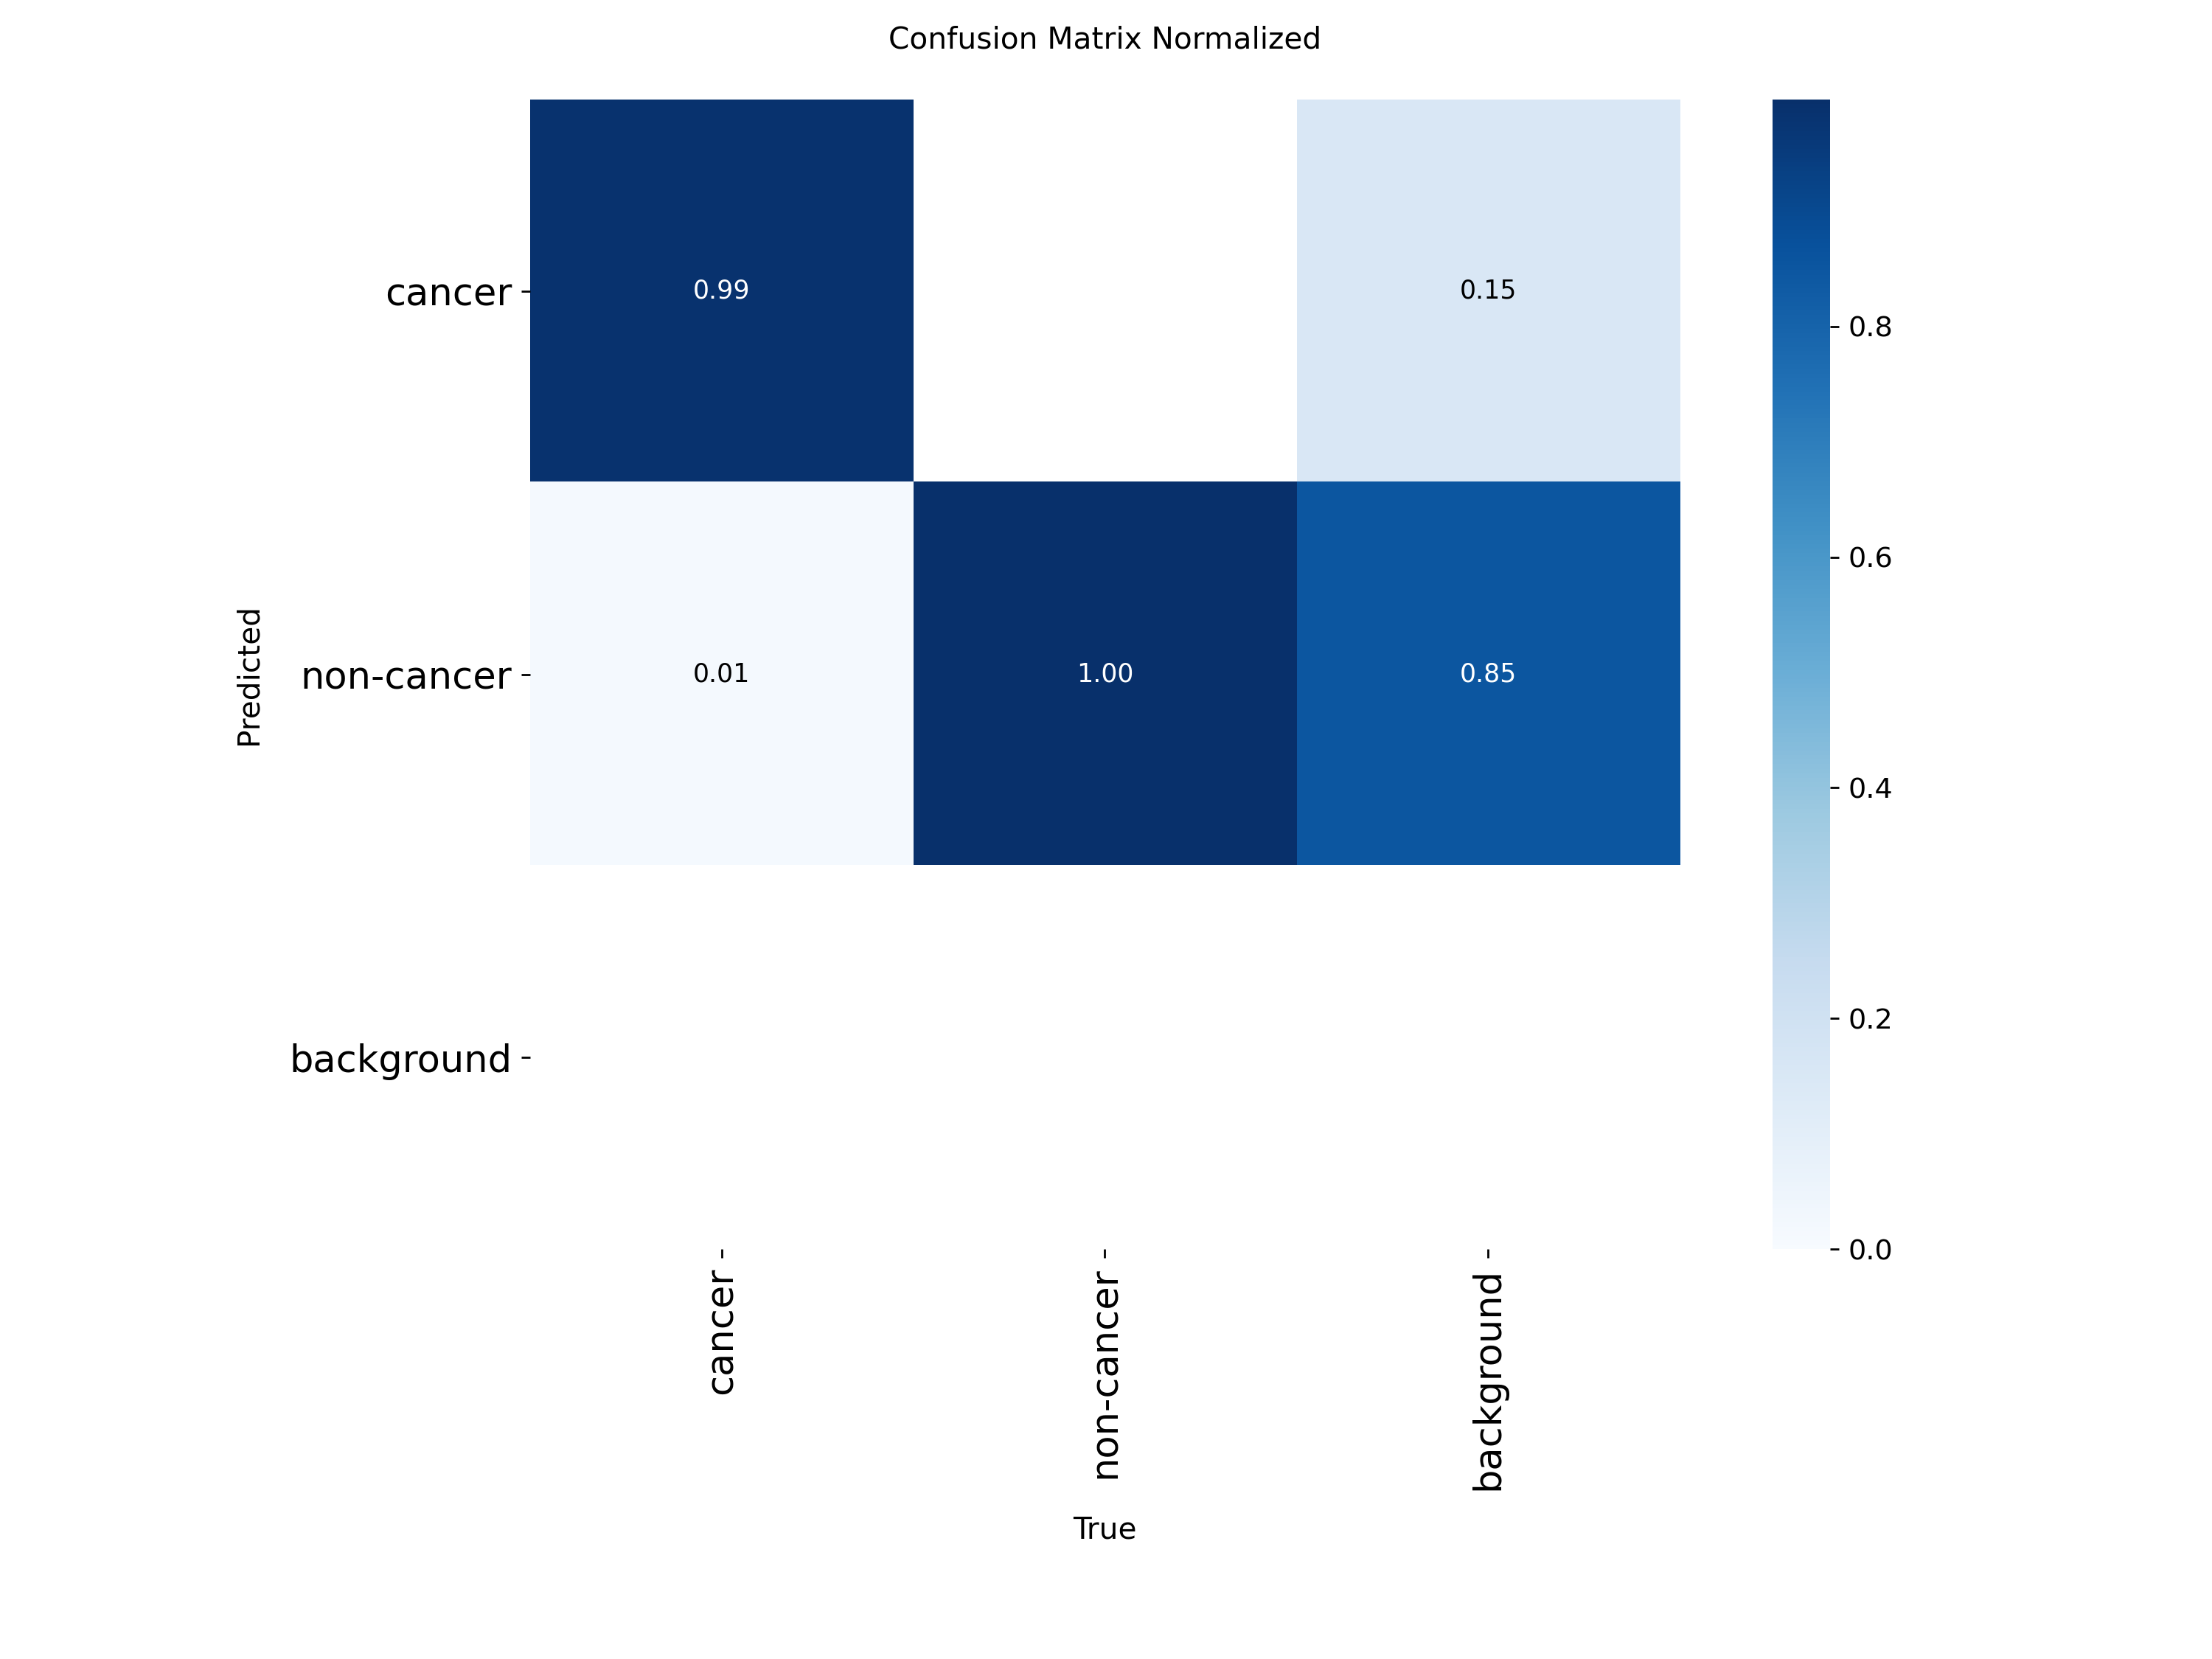 Confusion Matrix Normalized
cancer
0.99
0.15
non-cancer
0.01
1.00
0.85
background
Predicted
cancer
non-cancer
background
True
0.8
0.6
0.4
0.2
0.0